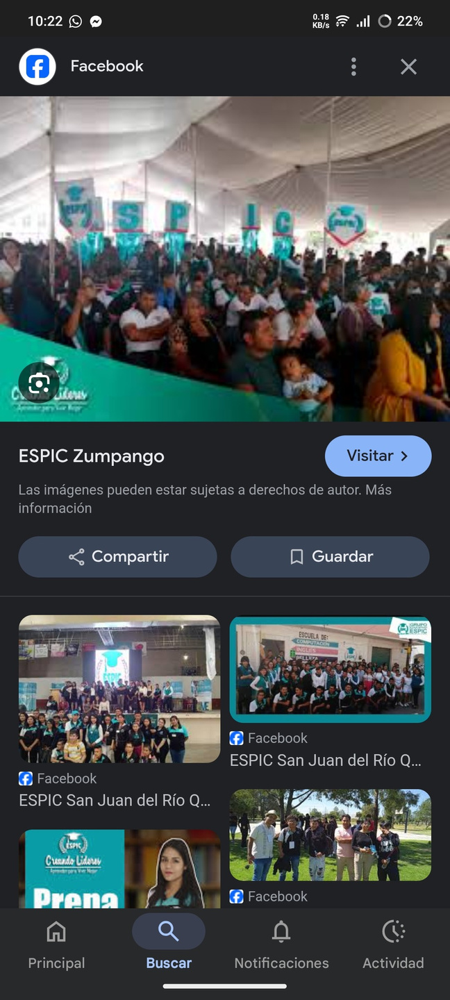 10:22
0.18
KB/s
22%
Facebook
ESPIC
S P I C
ESPIC
Creando Líderes
Aprender para Vivir Mejor
ESPIC Zumpango
Visitar
Las imágenes pueden estar sujetas a derechos de autor. Más
información
Compartir
Guardar
ESPIC
GRUPO
ESPIC
ESCUELA DE:
COMPUTACIÓN
INGLÉS
BELLEZA
Facebook
ESPIC San Juan del Río Q...
Facebook
ESPIC San Juan del Río Q...
ESPIC
Creando Líderes
Aprender para Vivir Mejor
Prepa
Facebook
Principal
Buscar
Notificaciones
Actividad